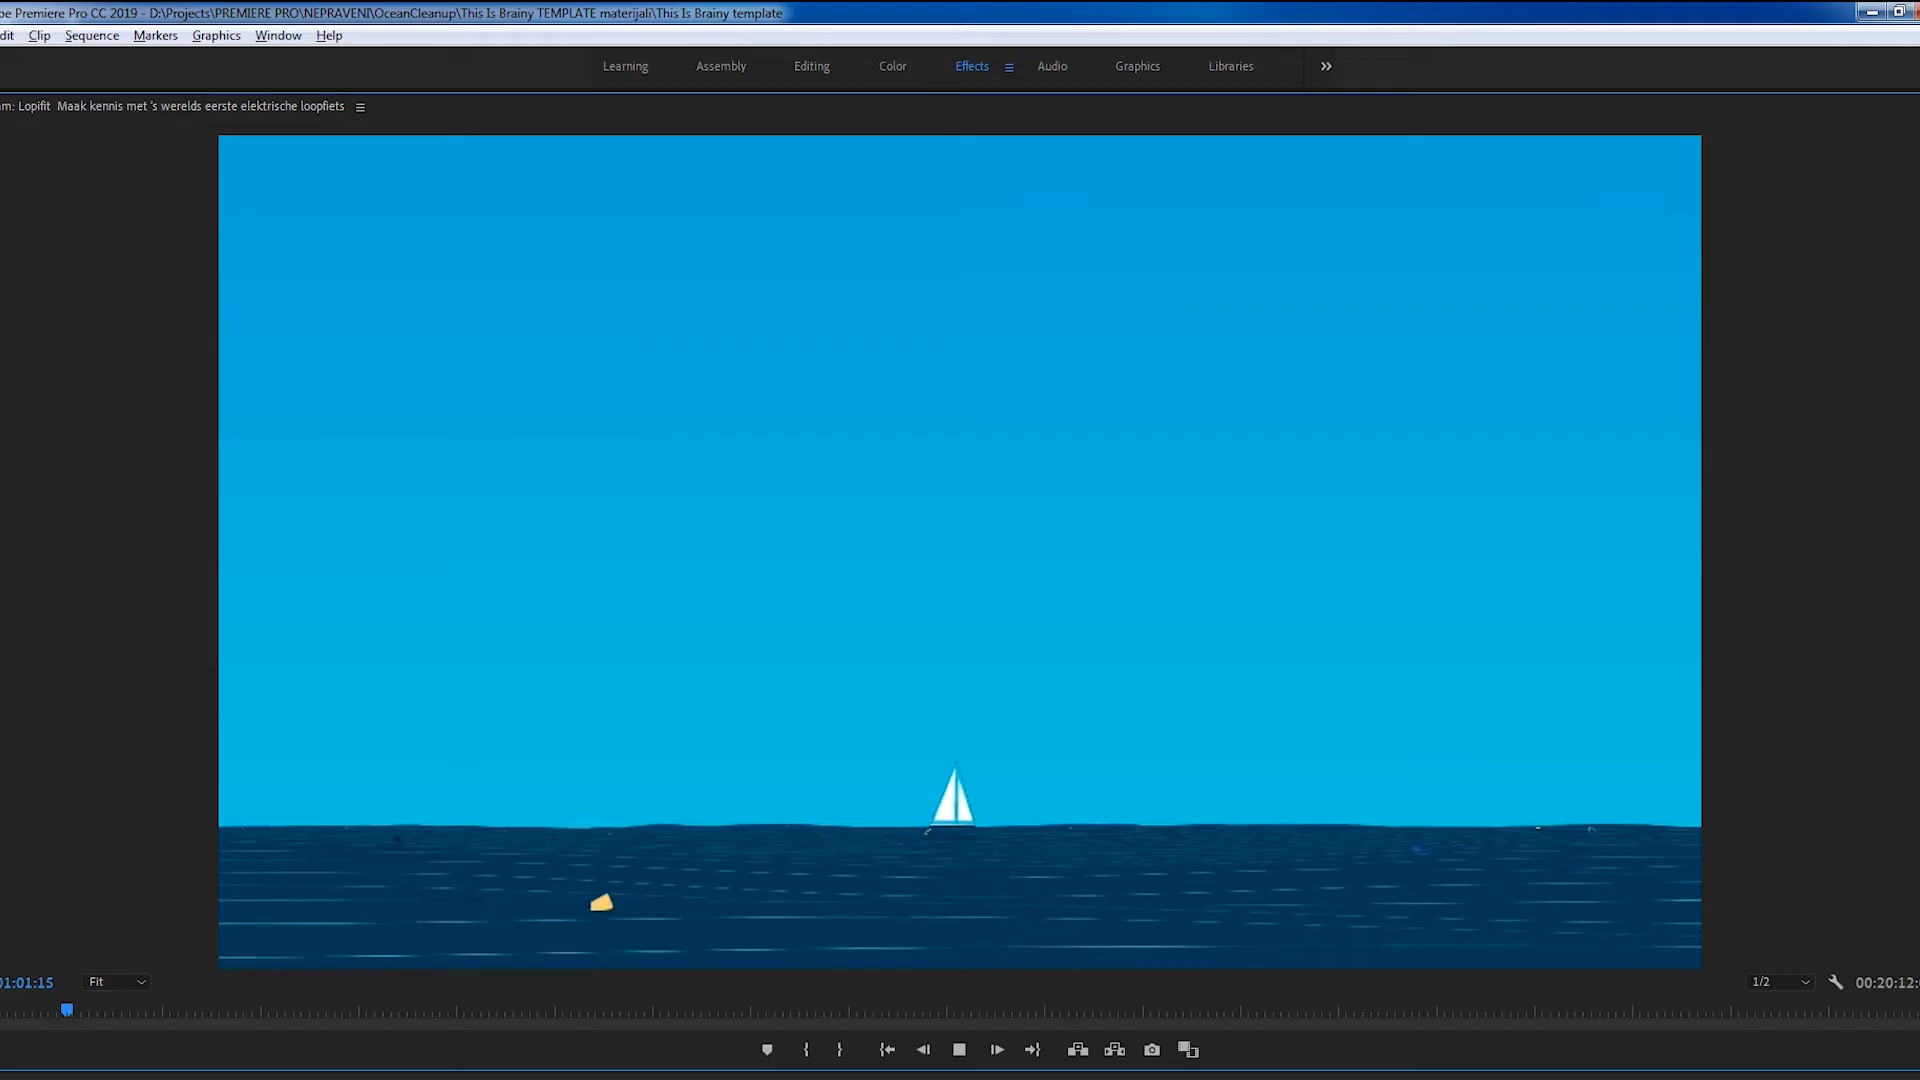 be Premiere Pro CC 2019 - D:\Projects\PREMIERE PRO\NEPRAVENI\OceanCleanup\This Is Brainy TEMPLATE materijali\This Is Brainy template
dit Clip Sequence Markers Graphics Window Help
Learning Assembly Editing Color Effects Audio Graphics Libraries
am: Lopifit Maak kennis met 's werelds eerste elektrische loopfiets
01:01:15 Fit 1/2 00:20:12: